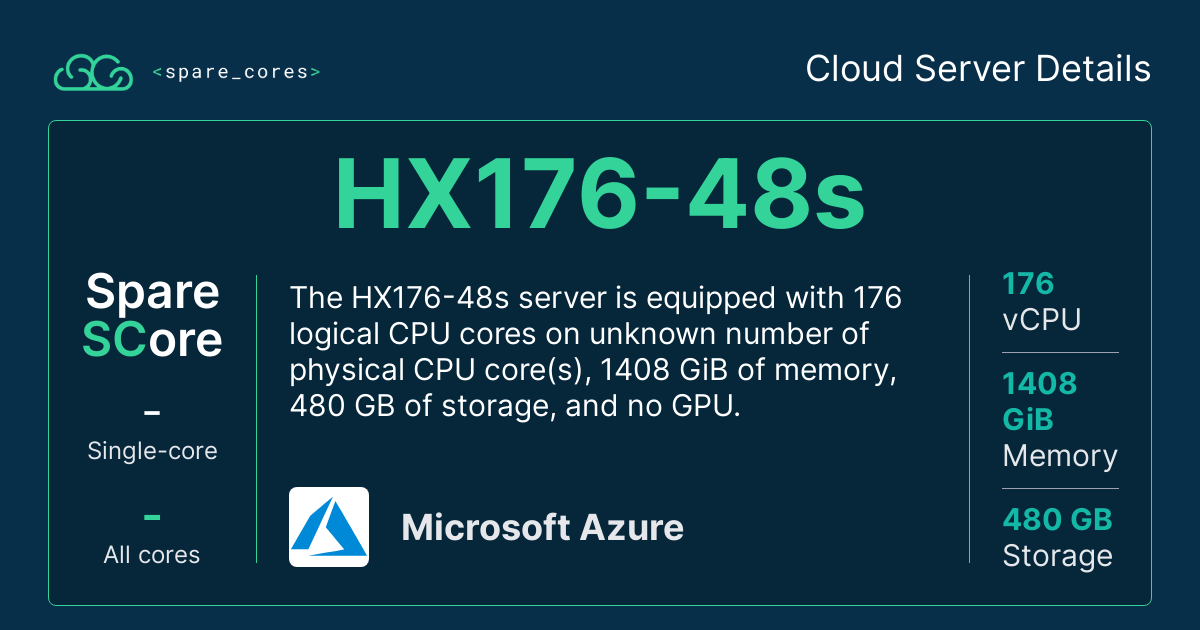 <spare_cores>
Cloud Server Details
HX176-48s
Spare
SCore
-
Single-core
-
All cores
The HX176-48s server is equipped with 176
logical CPU cores on unknown number of
physical CPU core(s), 1408 GiB of memory,
480 GB of storage, and no GPU.
Microsoft Azure
176
vCPU
1408
GiB
Memory
480 GB
Storage